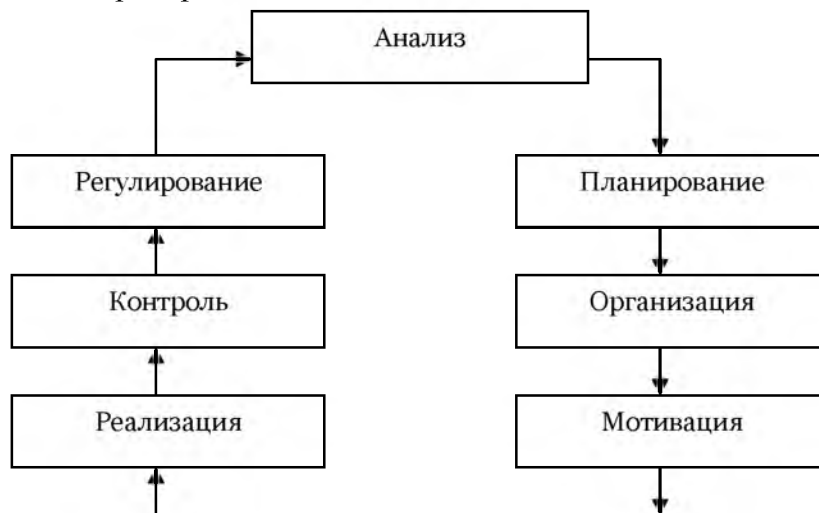 Анализ
Регулирование
Планирование
Контроль
Организация
Реализация
Мотивация